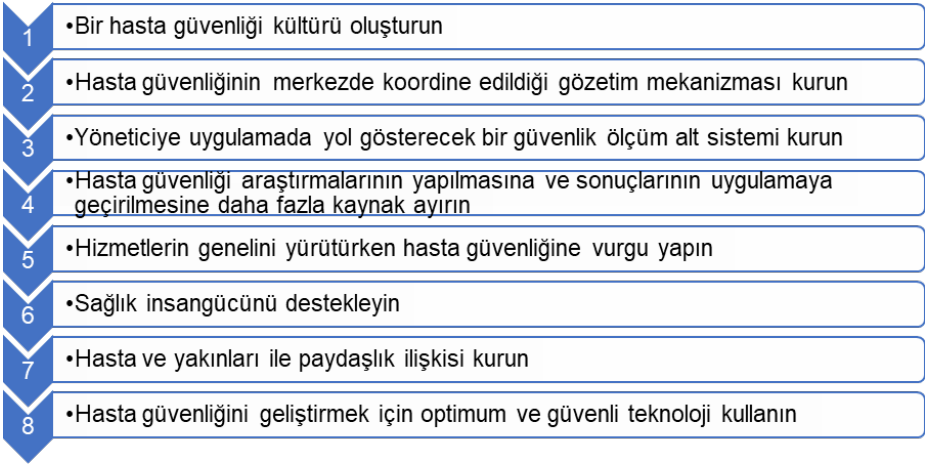 1
•Bir hasta güvenliği kültürü oluşturun
2
•Hasta güvenliğinin merkezde koordine edildiği gözetim mekanizması kurun
3
•Yöneticiye uygulamada yol gösterecek bir güvenlik ölçüm alt sistemi kurun
4
•Hasta güvenliği araştırmalarının yapılmasına ve sonuçlarının uygulamaya
geçirilmesine daha fazla kaynak ayırın
5
•Hizmetlerin genelini yürütürken hasta güvenliğine vurgu yapın
6
•Sağlık insangücünü destekleyin
7
•Hasta ve yakınları ile paydaşlık ilişkisi kurun
8
•Hasta güvenliğini geliştirmek için optimum ve güvenli teknoloji kullanın